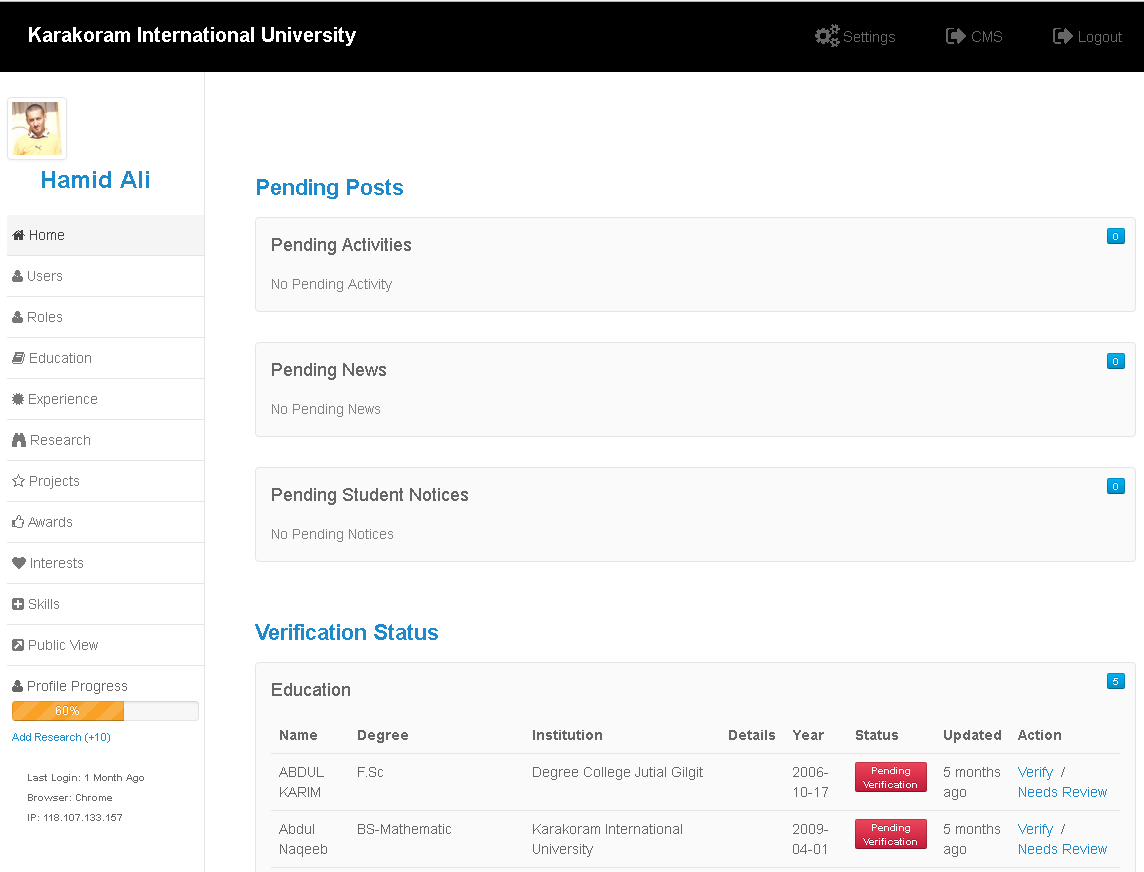 Karakoram International University
Settings
CMS
Logout
Hamid Ali
Home
Users
Roles
Education
Experience
Research
Projects
Awards
Interests
Skills
Public View
Profile Progress
60%
Add Research (+10)
Last Login: 1 Month Ago
Browser: Chrome
IP: 118.107.133.157
Pending Posts
Pending Activities 0
No Pending Activity
Pending News 0
No Pending News
Pending Student Notices 0
No Pending Notices
Verification Status
Education 5
Name Degree Institution Details Year Status Updated Action
ABDUL F.Sc Degree College Jutial Gilgit 2006- Pending 5 months Verify /
KARIM 10-17 Verification ago Needs Review
Abdul BS-Mathematic Karakoram International 2009- Pending 5 months Verify /
Naqeeb University 04-01 Verification ago Needs Review